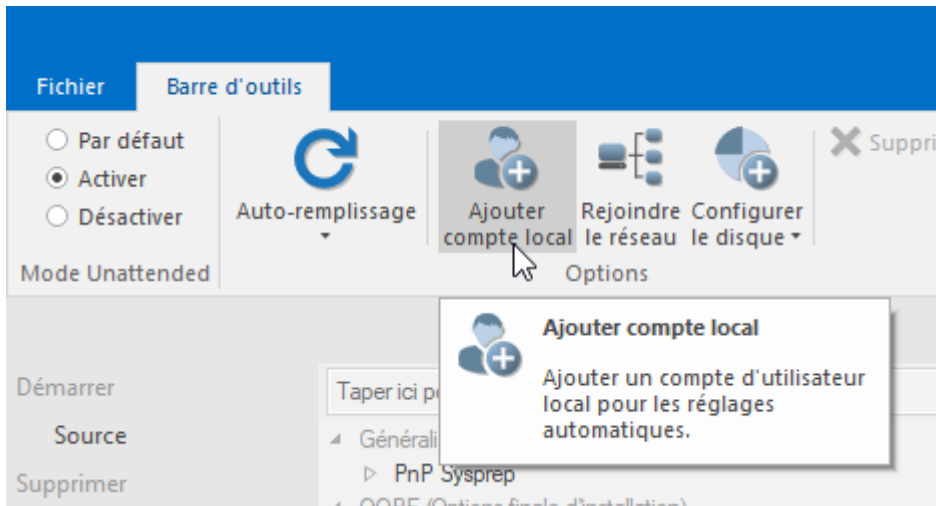 Fichier Barre d'outils
Par défaut
Activer
Désactiver
Mode Unattended
Auto-remplissage
Ajouter
compte local
Rejoindre
le réseau
Configurer
le disque
Options
Ajouter compte local
Ajouter un compte d'utilisateur
local pour les réglages
automatiques.
Démarrer
Source
Supprimer
Taper ici
PnP Sysprep